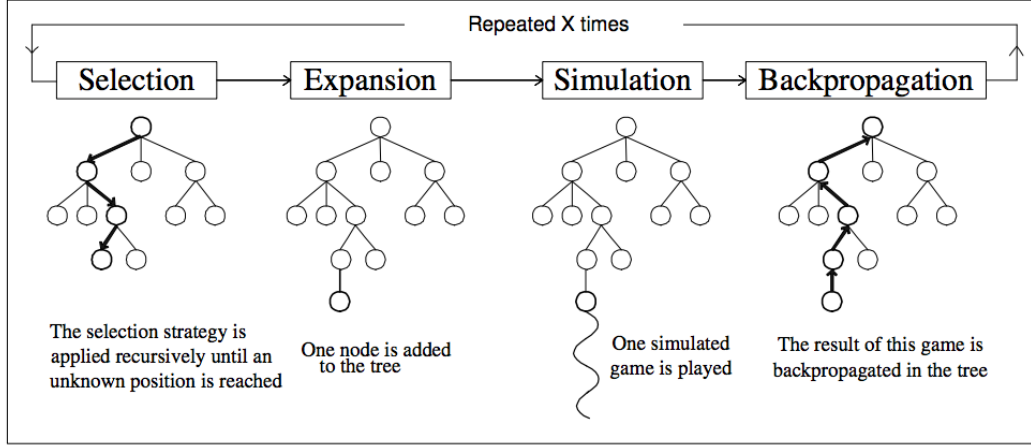 Repeated X times
Selection
Expansion
Simulation
Backpropagation
The selection strategy is
applied recursively until an
unknown position is reached
One node is added
to the tree
One simulated
game is played
The result of this game is
backpropagated in the tree